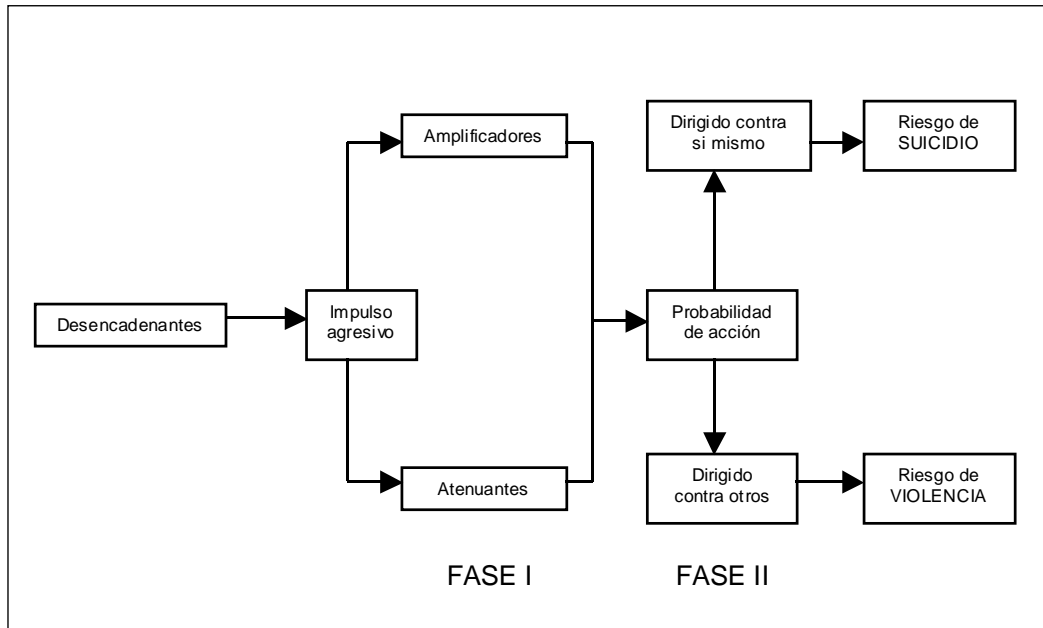 Amplificadores
Dirigido contra
si mismo
Riesgo de
SUICIDIO
Desencadenantes
Impulso
agresivo
Probabilidad
de acción
Atenuantes
Dirigido
contra otros
Riesgo de
VIOLENCIA
FASE I
FASE II